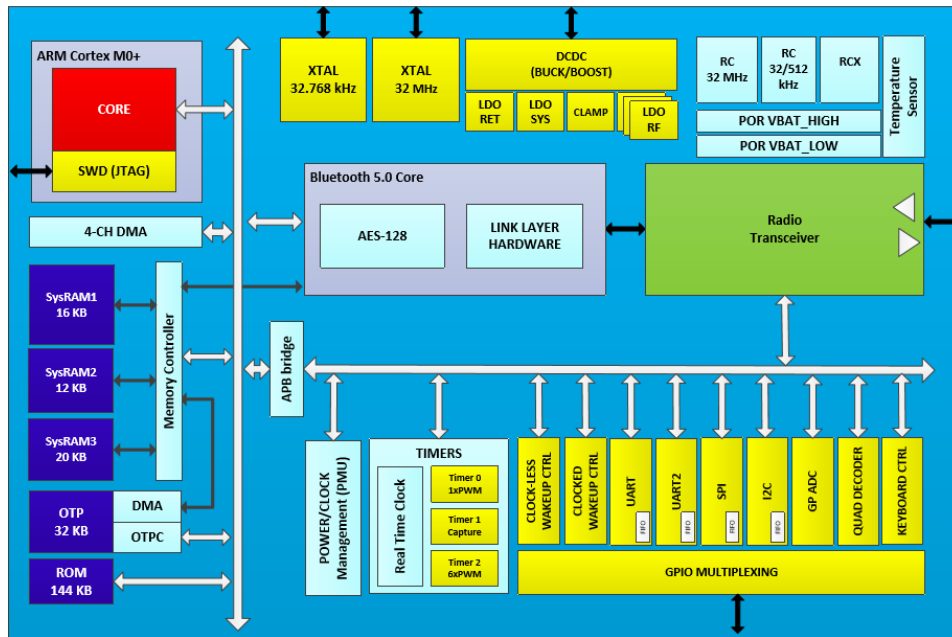 ARM Cortex M0+
CORE
SWD (JTAG)
XTAL
32.768 kHz
XTAL
32 MHz
DCDC
(BUCK/BOOST)
LDO
RET
LDO
SYS
CLAMP
LDO
RF
RC
32 MHz
RC
32/512
kHz
RCX
Temperature
Sensor
POR VBAT_HIGH
POR VBAT_LOW
4-CH DMA
Bluetooth 5.0 Core
AES-128
LINK LAYER
HARDWARE
Radio
Transceiver
SysRAM1
16 KB
SysRAM2
12 KB
SysRAM3
20 KB
Memory Controller
OTP
32 KB
DMA
OTPC
ROM
144 KB
APB bridge
POWER/CLOCK
Management (PMU)
TIMERS
Real Time Clock
Timer 0
1xPWM
Timer 1
Capture
Timer 2
6xPWM
CLOCK-LESS
WAKEUP CTRL
CLOCKED
WAKEUP CTRL
UART
FIFO
UART2
FIFO
SPI
FIFO
I2C
FIFO
GP ADC
QUAD DECODER
KEYBOARD CTRL
GPIO MULTIPLEXING